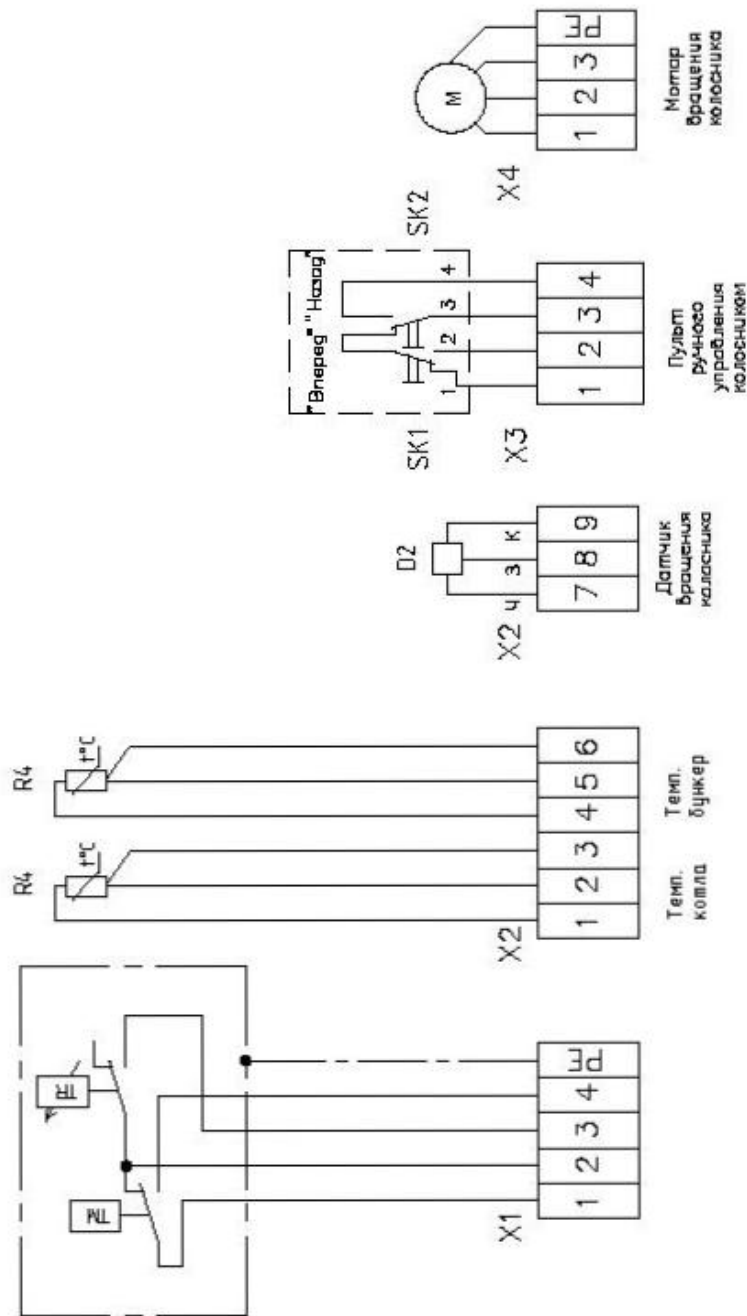 TM
TR
X1
1 2 3 4 PE
R4
t°C
R4
t°C
X2
1 2 3 4 5 6
Темп.
котла
Темп.
бункер
D2
X2
Ч З К
7 8 9
Датчик
вращения
колосника
"Вперед" "Назад"
SK1
SK2
1 2 3 4
X3
1 2 3 4
Пульт
ручного
управления
колосником
M
X4
1 2 3 PE
Мотор
вращения
колосника